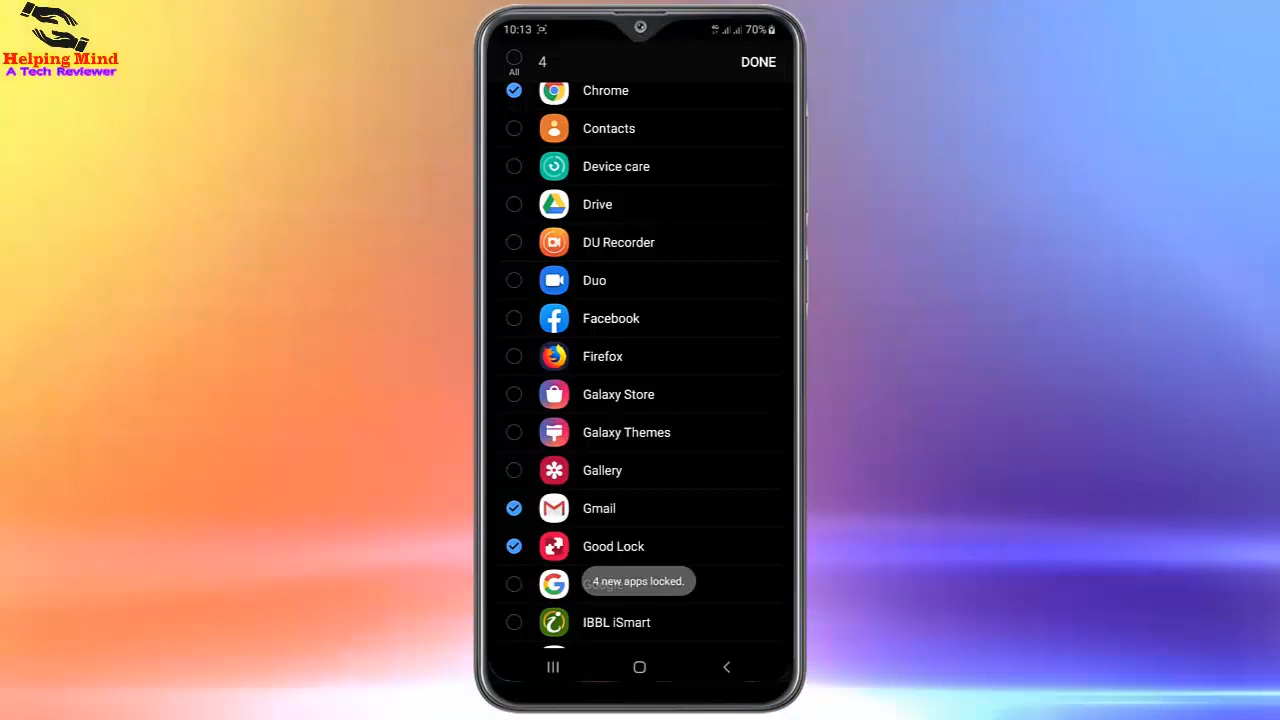 Helping Mind
A Tech Reviewer
10:13
4G
70%
All
4
DONE
Chrome
Contacts
Device care
Drive
DU Recorder
Duo
Facebook
Firefox
Galaxy Store
Galaxy Themes
Gallery
Gmail
Good Lock
4 new apps locked.
IBBL iSmart